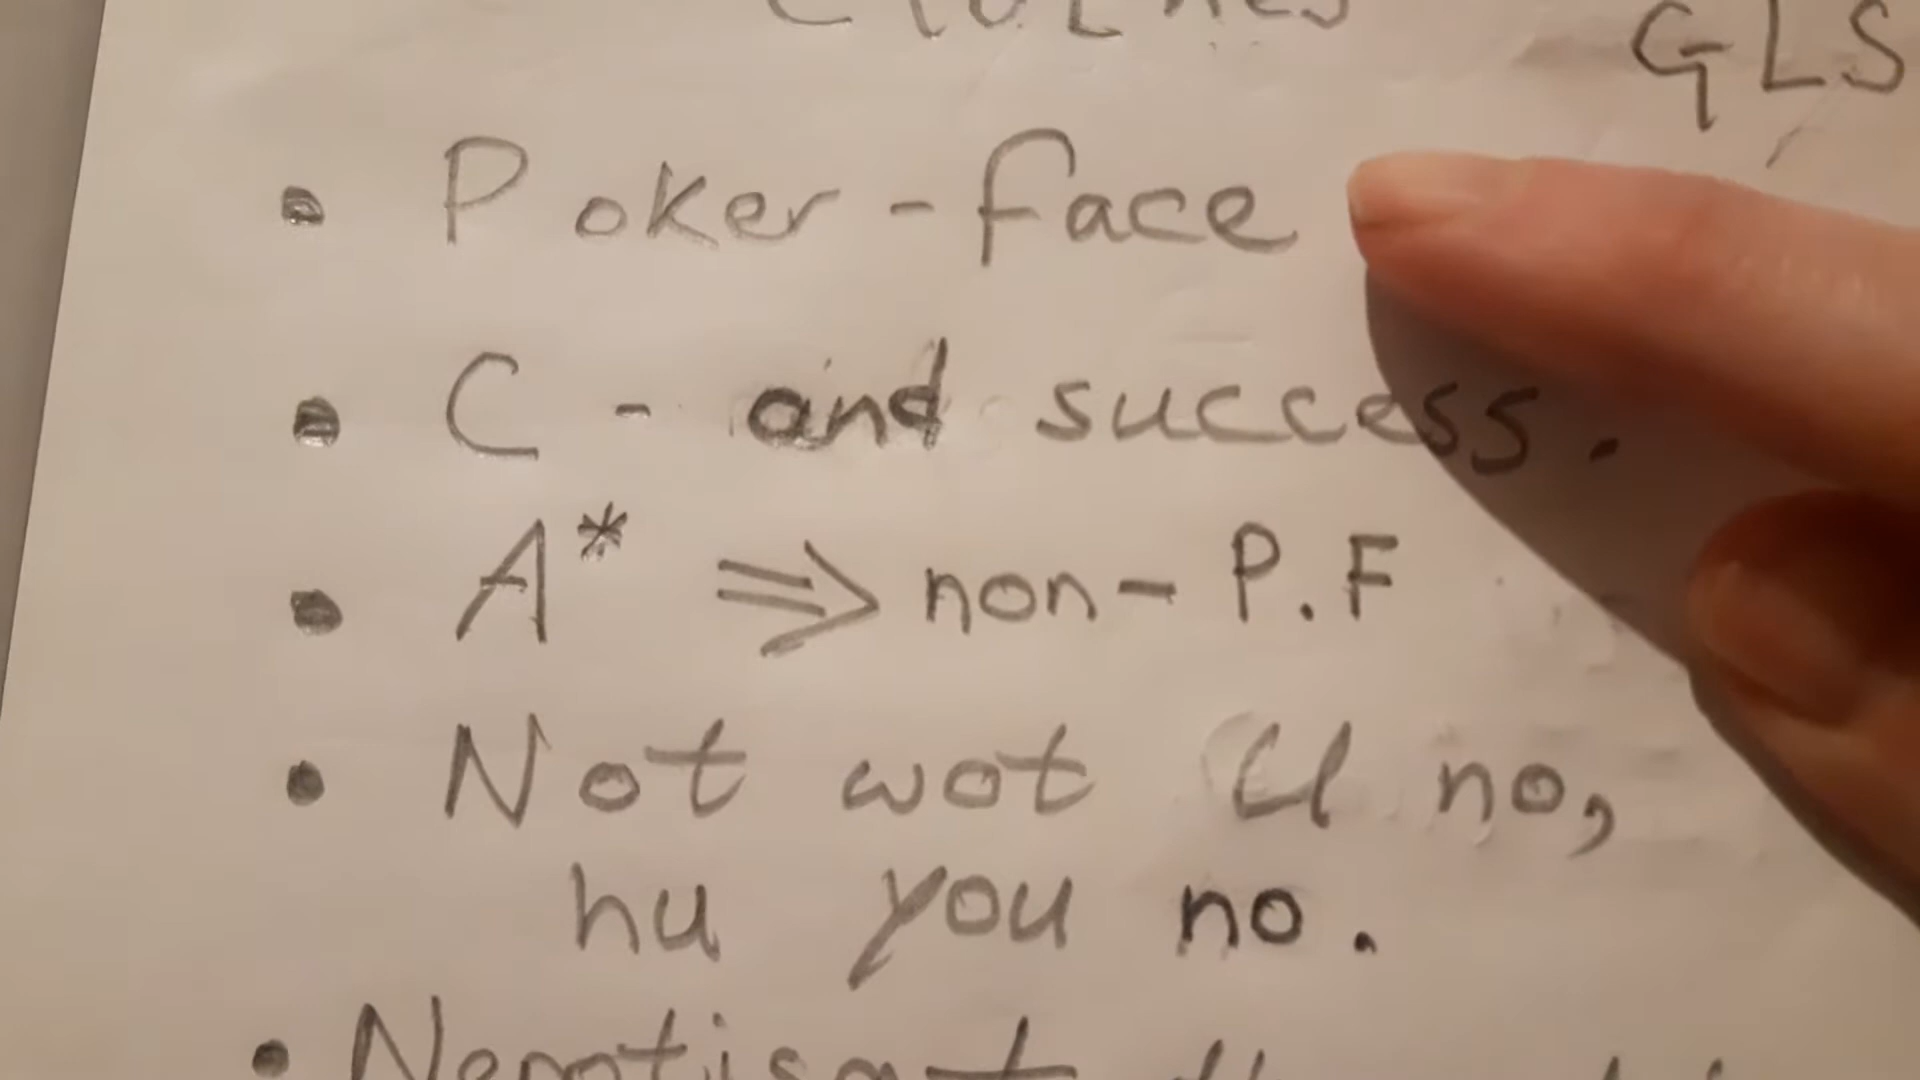 GLS
• Poker-face
• C - and success.
• A* ⇒ non-P.F
• Not wot U no,
hu you no.